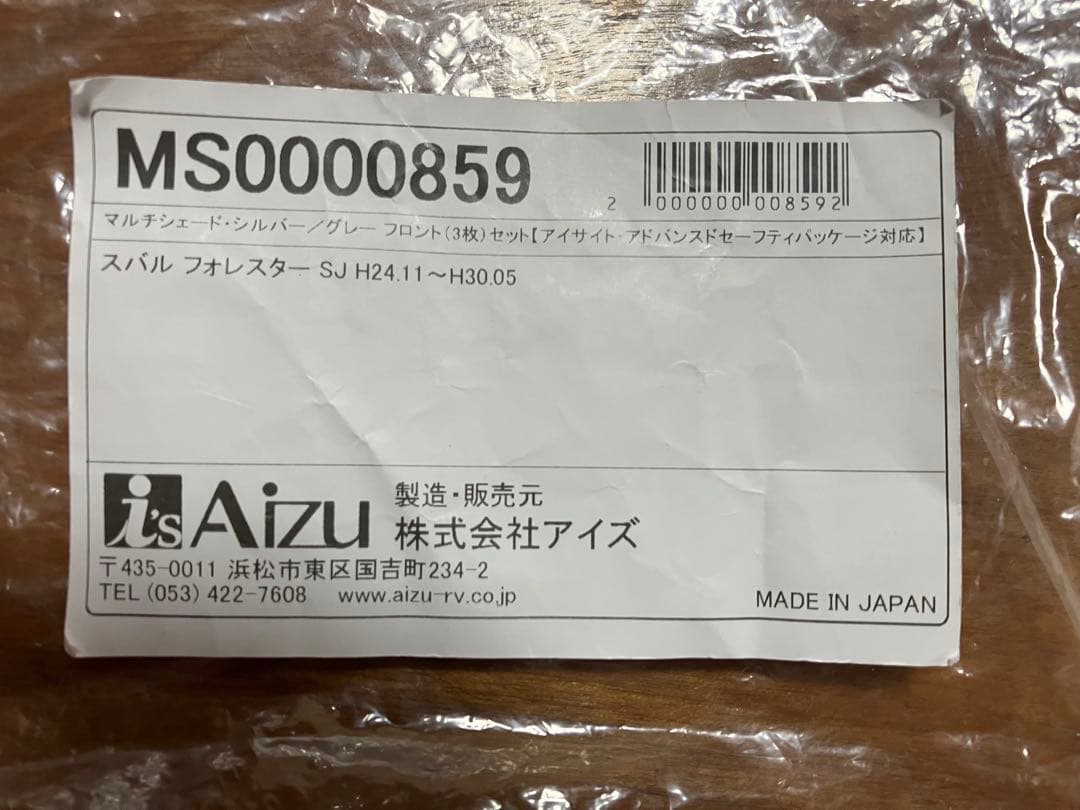 MS0000859
2 000000 008592
マルチシェード・シルバー／グレー フロント（3枚）セット【アイサイト・アドバンスドセーフティパッケージ対応】
スバル フォレスター SJ H24.11～H30.05
i's Aizu 製造・販売元
株式会社アイズ
〒435-0011 浜松市東区国吉町234-2
TEL (053) 422-7608 www.aizu-rv.co.jp
MADE IN JAPAN